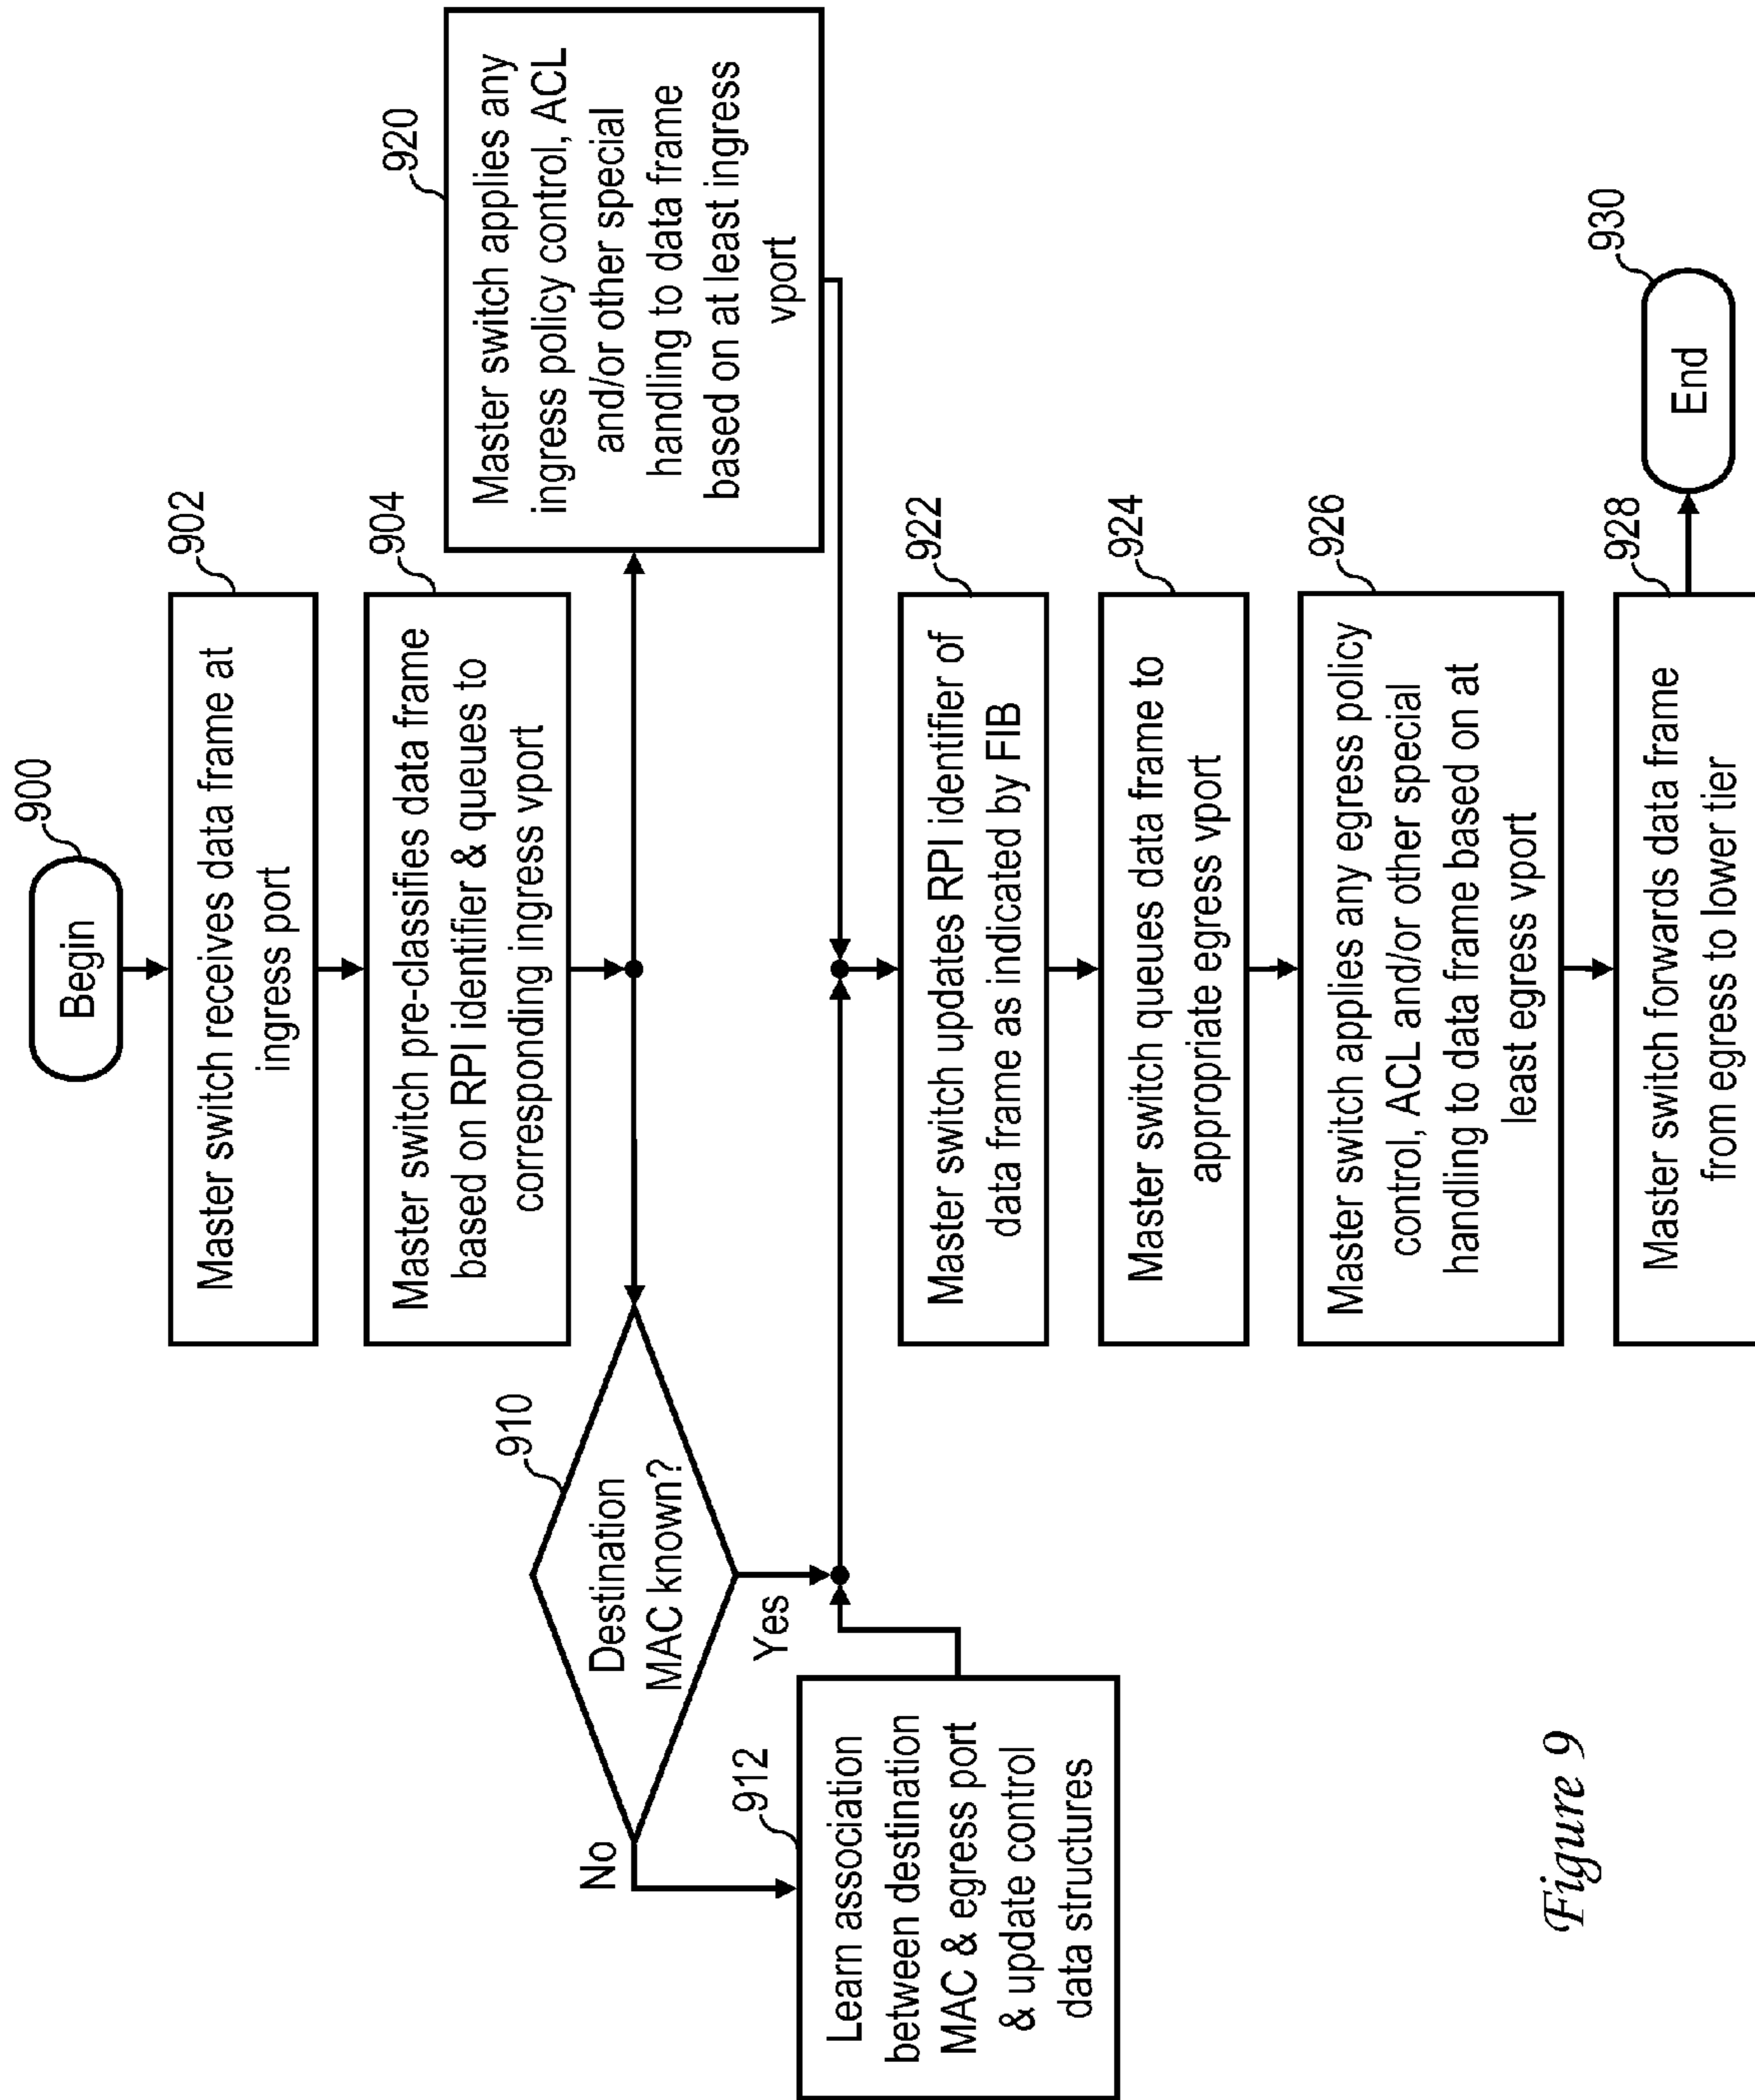 900
Begin
902
Master switch receives data frame at
ingress port
904
Master switch pre-classifies data frame
based on RPI identifier & queues to
corresponding ingress vport
910
Destination
MAC known?
No
Yes
912
Learn association
between destination
MAC & egress port
& update control
data structures
920
Master switch applies any
ingress policy control, ACL
and/or other special
handling to data frame
based on at least ingress
vport
922
Master switch updates RPI identifier of
data frame as indicated by FIB
924
Master switch queues data frame to
appropriate egress vport
926
Master switch applies any egress policy
control, ACL and/or other special
handling to data frame based on at
least egress vport
928
Master switch forwards data frame
from egress to lower tier
930
End
Figure 9